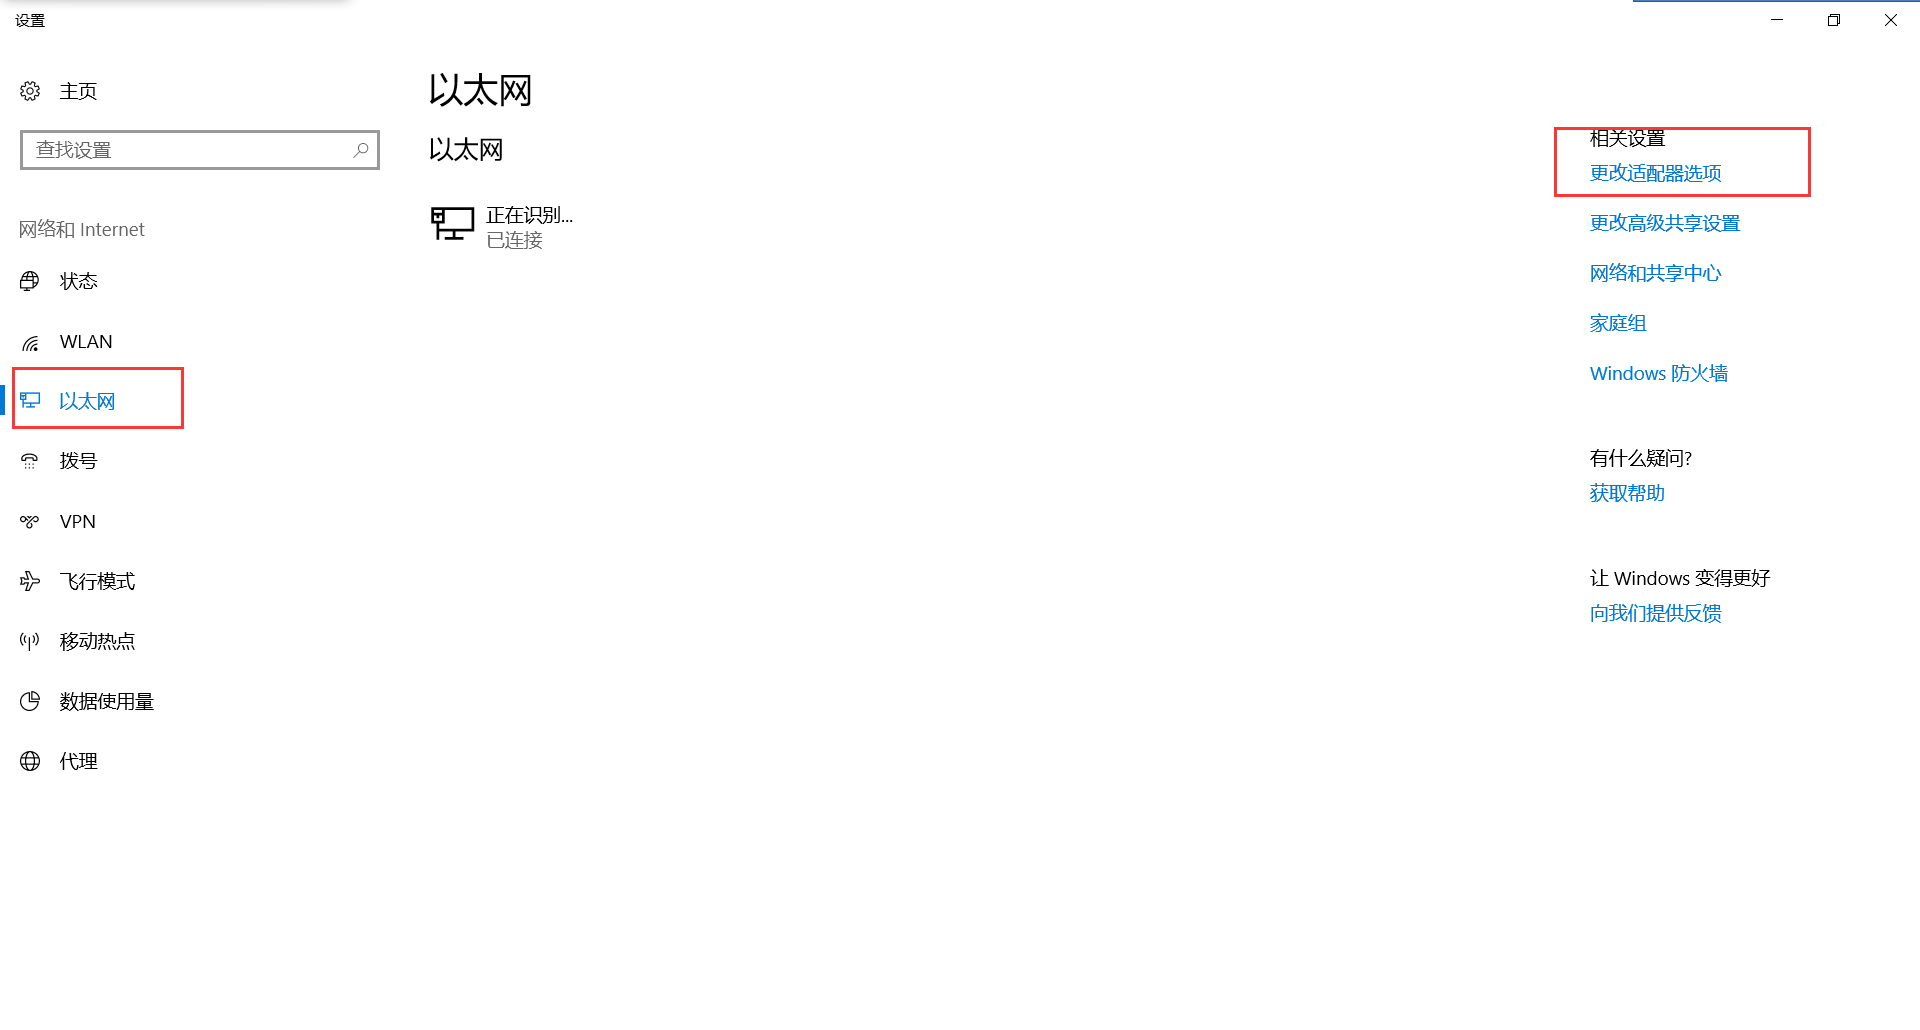 设置
主页
查找设置
网络和 Internet
状态
WLAN
以太网
拨号
VPN
飞行模式
移动热点
数据使用量
代理
以太网
以太网
正在识别...
已连接
相关设置
更改适配器选项
更改高级共享设置
网络和共享中心
家庭组
Windows 防火墙
有什么疑问?
获取帮助
让 Windows 变得更好
向我们提供反馈